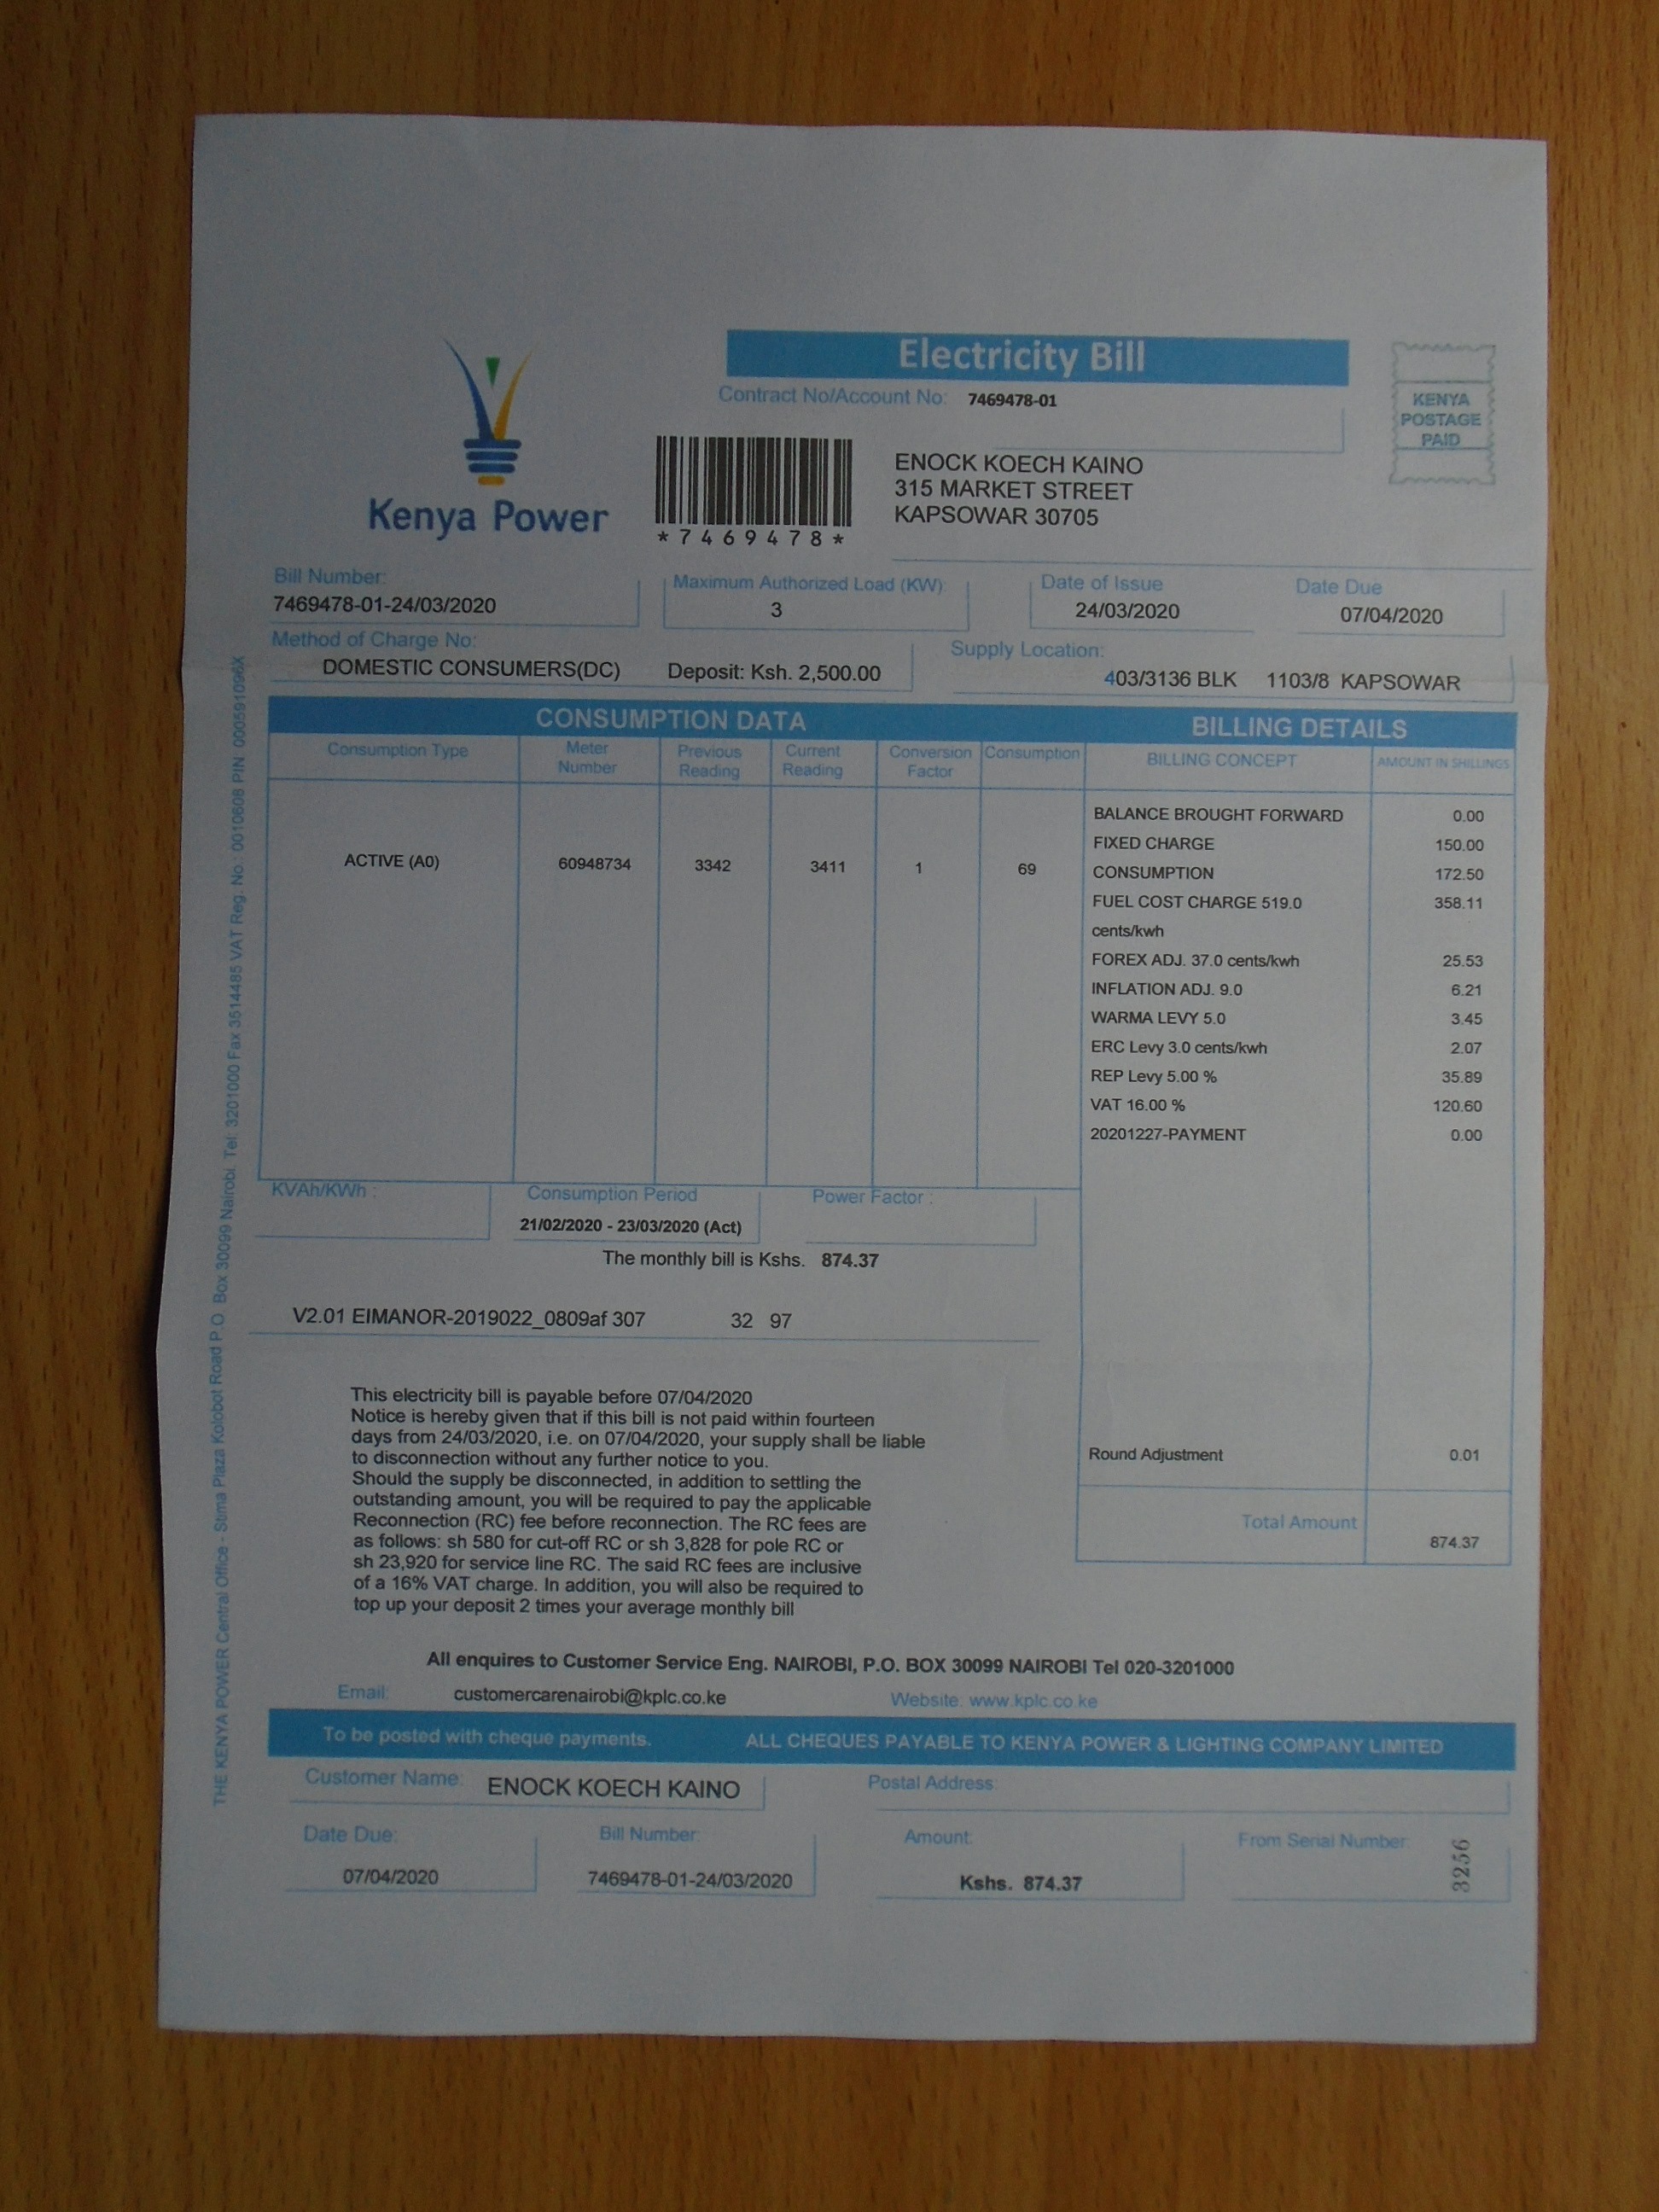 Electricity Bill
Contract No/Account No: 7469478-01
KENYA
POSTAGE
PAID
Kenya Power
*7469478*
ENOCK KOECH KAINO
315 MARKET STREET
KAPSOWAR 30705
Bill Number:
7469478-01-24/03/2020
Maximum Authorized Load (KW)
3
Date of Issue
24/03/2020
Date Due
07/04/2020
Method of Charge No:
DOMESTIC CONSUMERS(DC) Deposit: Ksh. 2,500.00
Supply Location:
403/3136 BLK 1103/8 KAPSOWAR
CONSUMPTION DATA
Consumption Type Meter Number Previous Reading Current Reading Conversion Factor Consumption
ACTIVE (A0) 60948734 3342 3411 1 69
BILLING DETAILS
BILLING CONCEPT AMOUNT IN SHILLINGS
BALANCE BROUGHT FORWARD 0.00
FIXED CHARGE 150.00
CONSUMPTION 172.50
FUEL COST CHARGE 519.0 358.11
cents/kwh
FOREX ADJ. 37.0 cents/kwh 25.53
INFLATION ADJ. 9.0 6.21
WARMA LEVY 5.0 3.45
ERC Levy 3.0 cents/kwh 2.07
REP Levy 5.00 % 35.89
VAT 16.00 % 120.60
20201227-PAYMENT 0.00
Round Adjustment 0.01
Total Amount
874.37
KVAh/KWh :
Consumption Period
21/02/2020 - 23/03/2020 (Act)
Power Factor :
The monthly bill is Kshs. 874.37
V2.01 EIMANOR-2019022_0809af 307 32 97
This electricity bill is payable before 07/04/2020
Notice is hereby given that if this bill is not paid within fourteen
days from 24/03/2020, i.e. on 07/04/2020, your supply shall be liable
to disconnection without any further notice to you.
Should the supply be disconnected, in addition to settling the
outstanding amount, you will be required to pay the applicable
Reconnection (RC) fee before reconnection. The RC fees are
as follows: sh 580 for cut-off RC or sh 3,828 for pole RC or
sh 23,920 for service line RC. The said RC fees are inclusive
of a 16% VAT charge. In addition, you will also be required to
top up your deposit 2 times your average monthly bill
All enquires to Customer Service Eng. NAIROBI, P.O. BOX 30099 NAIROBI Tel 020-3201000
Email: customercarenairobi@kplc.co.ke Website: www.kplc.co.ke
To be posted with cheque payments. ALL CHEQUES PAYABLE TO KENYA POWER & LIGHTING COMPANY LIMITED
Customer Name: ENOCK KOECH KAINO
Postal Address:
Date Due:
07/04/2020
Bill Number:
7469478-01-24/03/2020
Amount:
Kshs. 874.37
From Serial Number:
3256
THE KENYA POWER Central Office - Stima Plaza Kolobot Road P.O Box 30099 Nairobi. Tel: 3201000 Fax 3514485 VAT Reg. No.: 0010608 PIN 000591096X